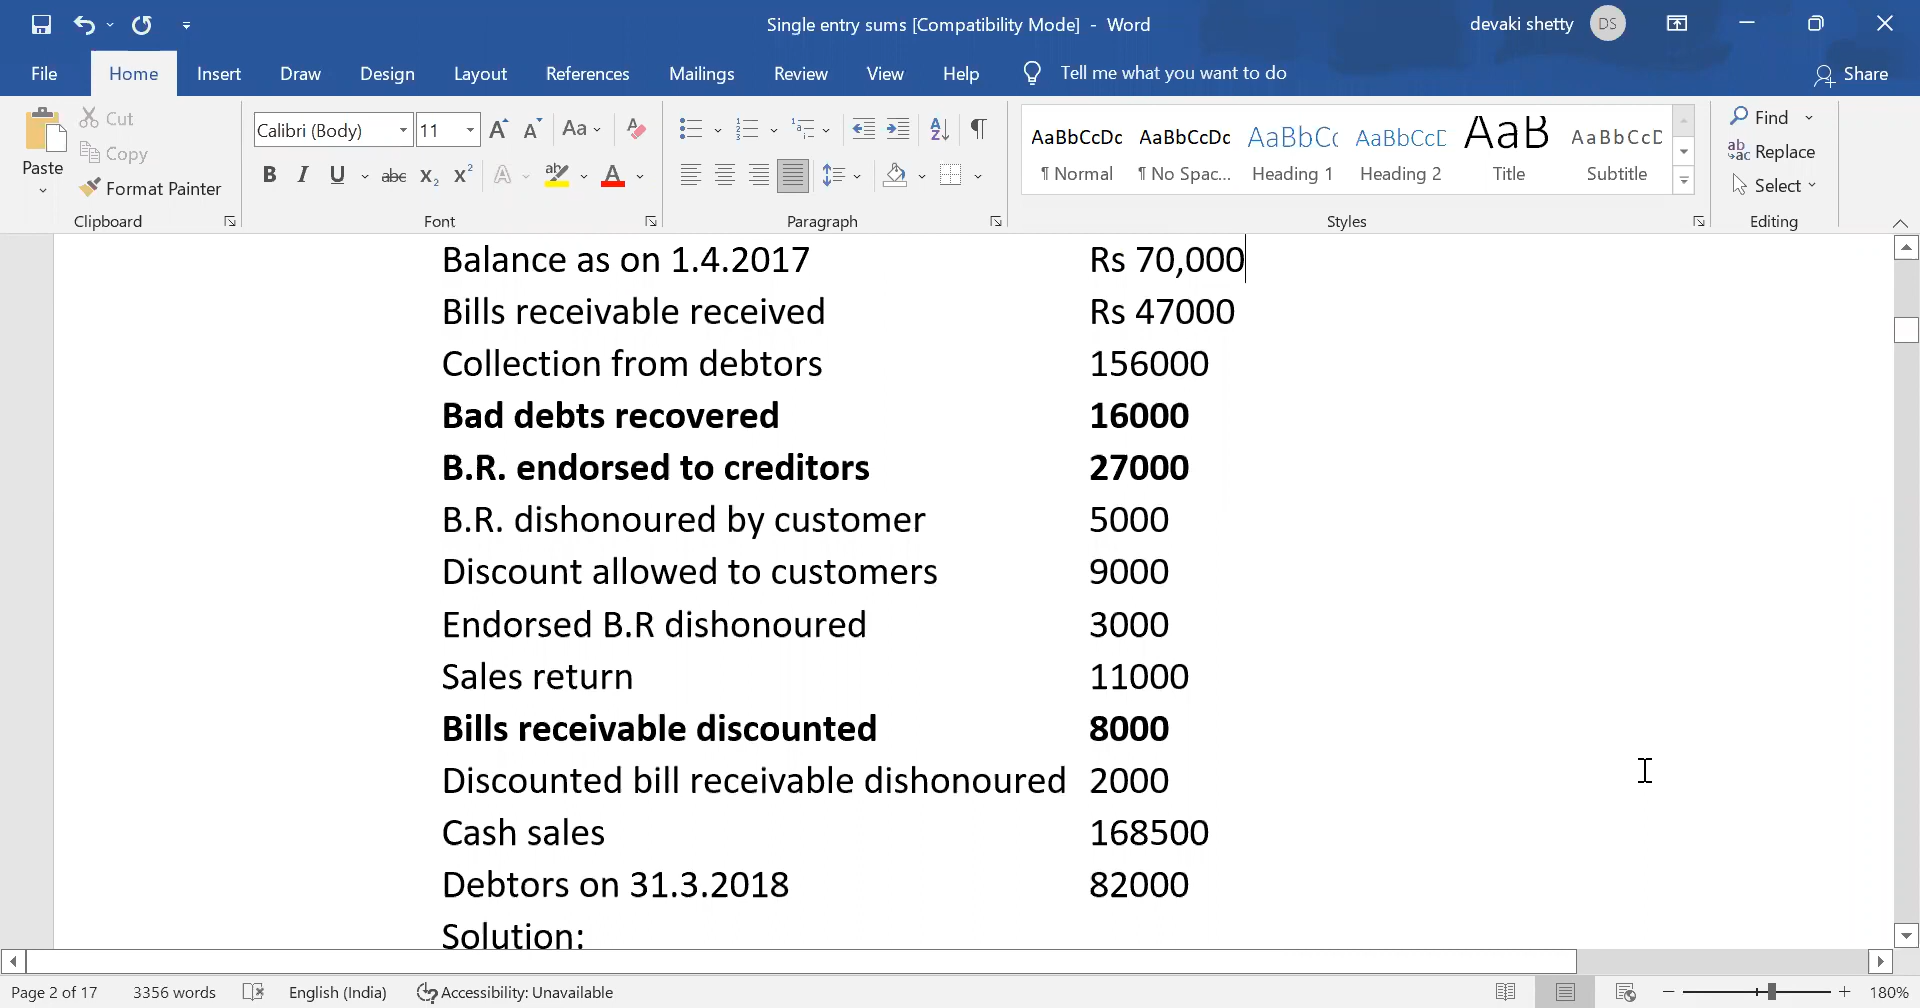 Single entry sums [Compatibility Mode] - Word
devaki shetty DS
File Home Insert Draw Design Layout References Mailings Review View Help Tell me what you want to do Share
Paste Cut Copy Format Painter Clipboard
Calibri (Body) 11 A A Aa A B I U abc X₂ X² A ab A Font
Paragraph
AaBbCcDc ¶ Normal
AaBbCcDc ¶ No Spac...
AaBbC Heading 1
AaBbCcD Heading 2
AaB Title
AaBbCcD Subtitle
Styles
Find
Replace
Select
Editing
Balance as on 1.4.2017 Rs 70,000
Bills receivable received Rs 47000
Collection from debtors 156000
Bad debts recovered 16000
B.R. endorsed to creditors 27000
B.R. dishonoured by customer 5000
Discount allowed to customers 9000
Endorsed B.R dishonoured 3000
Sales return 11000
Bills receivable discounted 8000
Discounted bill receivable dishonoured 2000
Cash sales 168500
Debtors on 31.3.2018 82000
Solution:
Page 2 of 17 3356 words English (India) Accessibility: Unavailable 180%